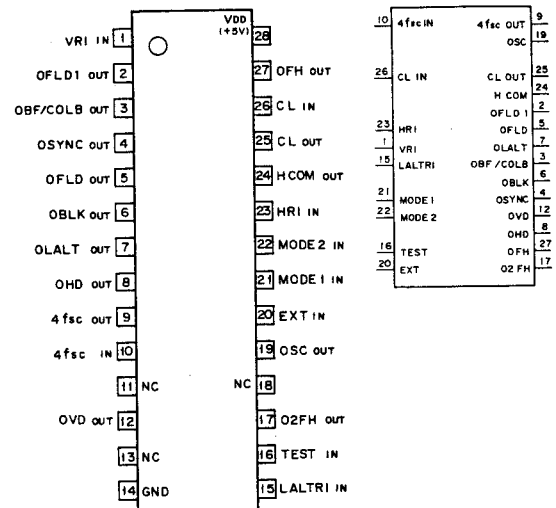 VRI IN 1
OFLD1 OUT 2
OBF/COLB OUT 3
OSYNC OUT 4
OFLD OUT 5
OBLK OUT 6
OLALT OUT 7
OHD OUT 8
4fsc OUT 9
4fsc IN 10
11 NC
OVD OUT 12
13 NC
14 GND
VDD
(+5V)
28
27 OFH OUT
26 CL IN
25 CL OUT
24 HCOM OUT
23 HRI IN
22 MODE2 IN
21 MODE1 IN
20 EXT IN
19 OSC OUT
NC 18
17 O2FH OUT
16 TEST IN
15 LALTRI IN
10 4fsc IN
26 CL IN
23 HRI
1 VRI
15 LALTRI
21 MODE1
22 MODE2
16 TEST
20 EXT
4fsc OUT 9
OSC 19
CL OUT 25
H COM 24
OFLD1 2
OFLD 5
OLALT 7
OBF/COLB 3
OBLK 6
OSYNC 4
OVD 12
OHD 8
OFH 27
O2FH 17